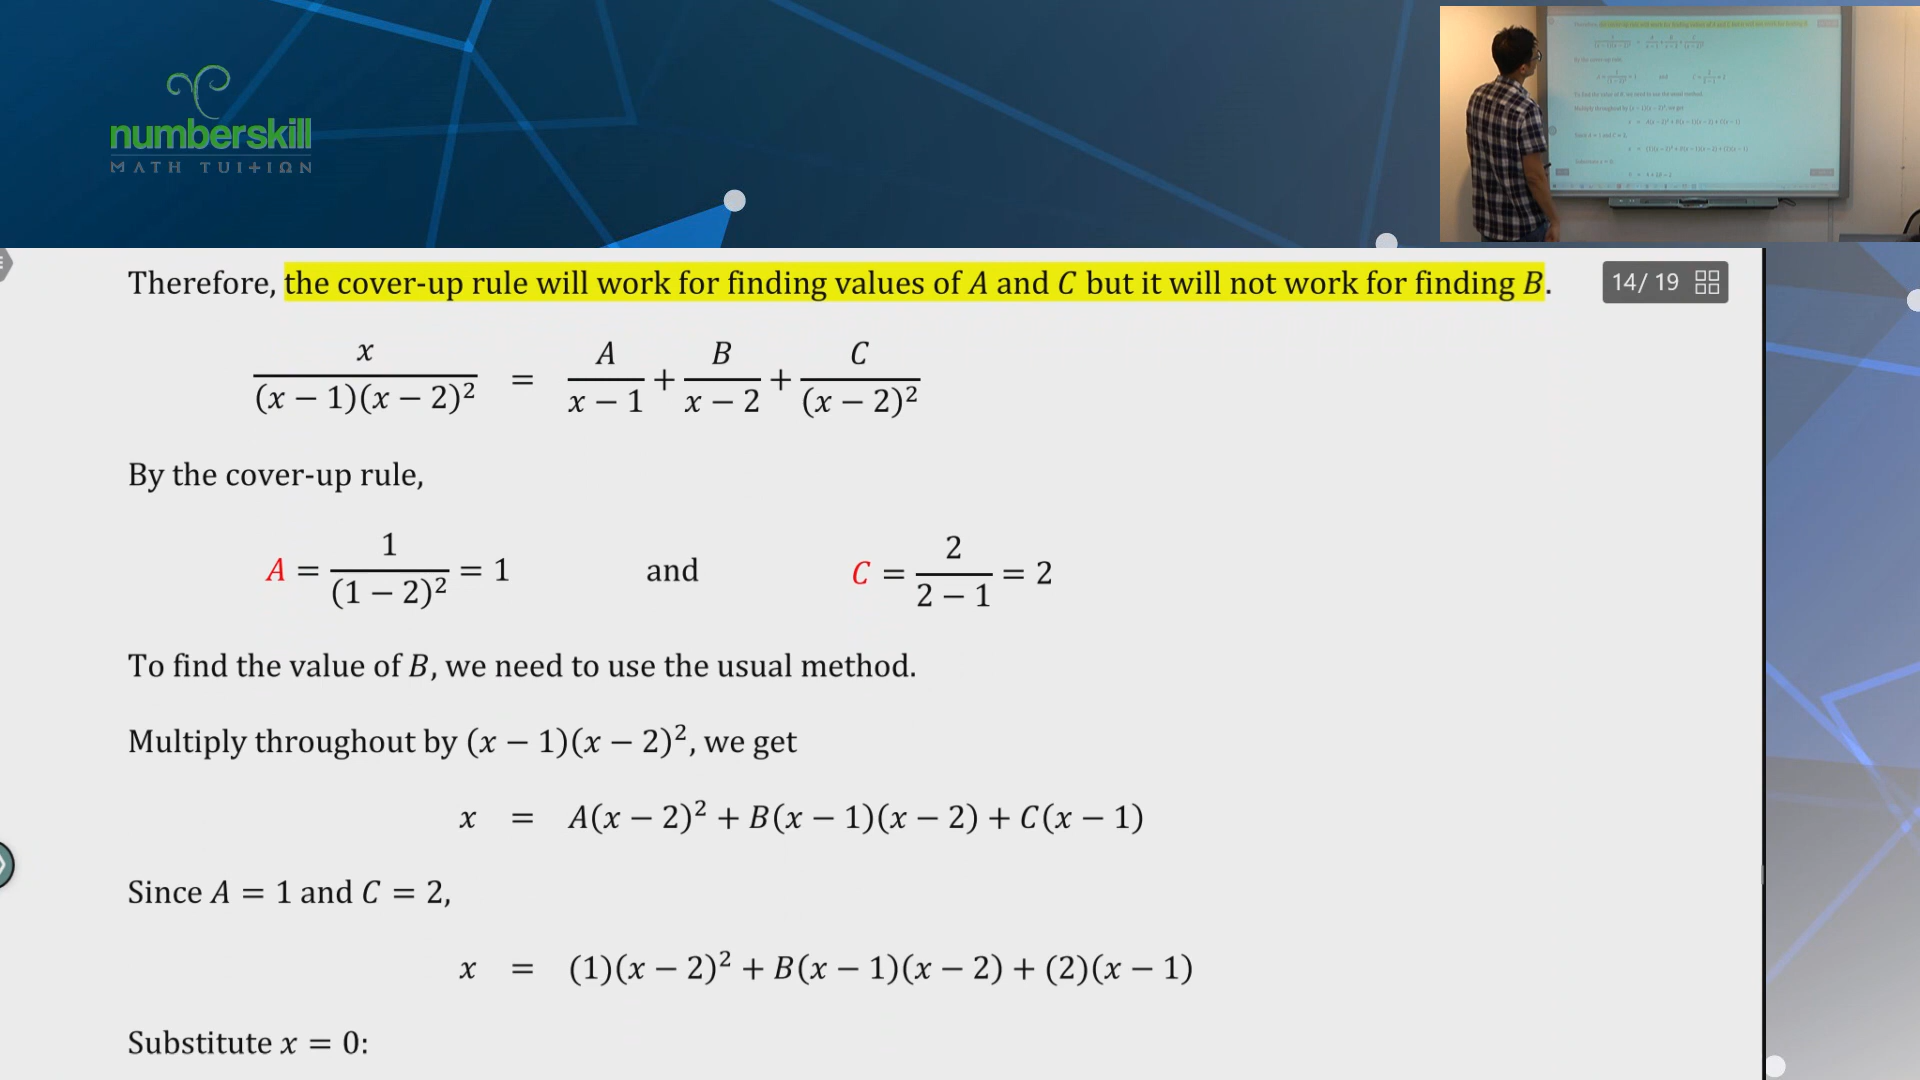 numberskill
MATH TUITION
Therefore, the cover-up rule will work for finding values of A and C but it will not work for finding B.
14/ 19
x/((x − 1)(x − 2)²) = A/(x − 1) + B/(x − 2) + C/(x − 2)²
By the cover-up rule,
A = 1/(1 − 2)² = 1 and C = 2/(2 − 1) = 2
To find the value of B, we need to use the usual method.
Multiply throughout by (x − 1)(x − 2)², we get
x = A(x − 2)² + B(x − 1)(x − 2) + C(x − 1)
Since A = 1 and C = 2,
x = (1)(x − 2)² + B(x − 1)(x − 2) + (2)(x − 1)
Substitute x = 0: